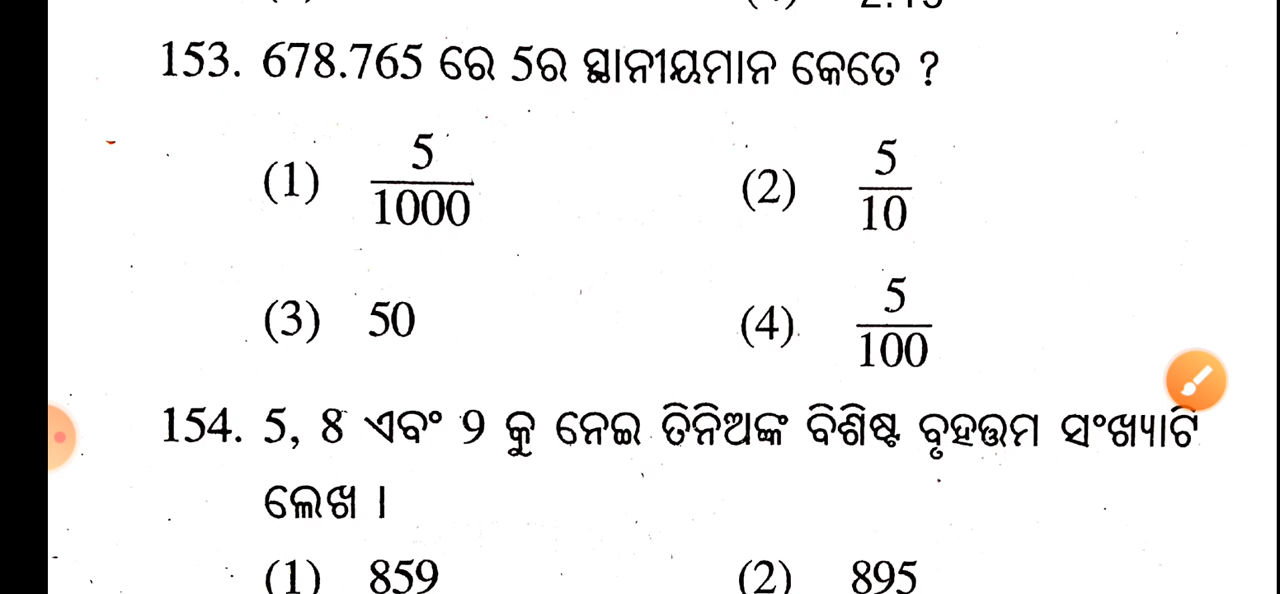 153. 678.765 ରେ 5ର ସ୍ଥାନୀୟମାନ କେତେ ?
(1) 5/1000 (2) 5/10
(3) 50 (4) 5/100
154. 5, 8 ଏବଂ 9 କୁ ନେଇ ତିନିଅଙ୍କ ବିଶିଷ୍ଟ ବୃହତ୍ତମ ସଂଖ୍ୟାଟି
ଲେଖ ।
(1) 859 (2) 895